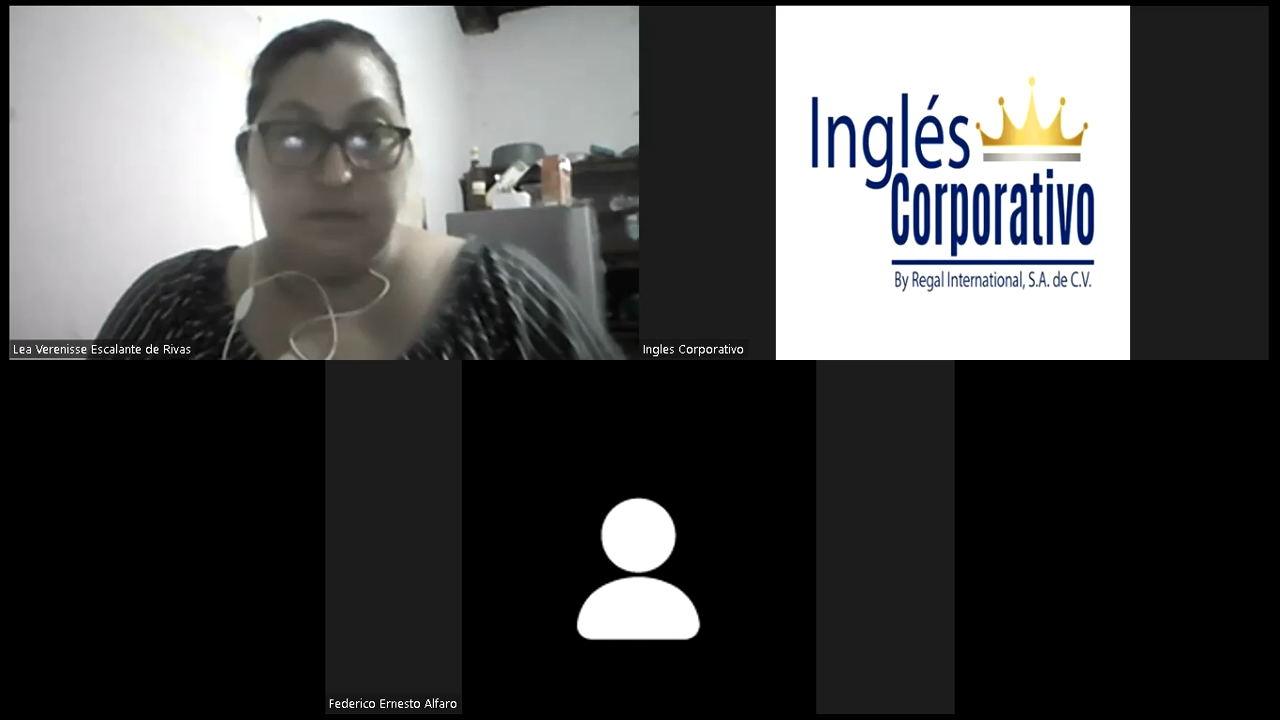 Inglés
Corporativo
By Regal International, S.A. de C.V.
Lea Verenisse Escalante de Rivas
Ingles Corporativo
Federico Ernesto Alfaro